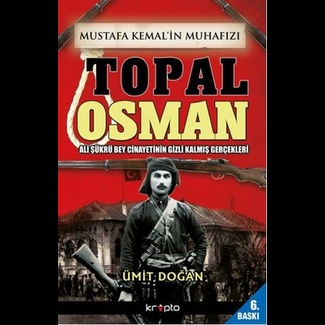 MUSTAFA KEMAL'İN MUHAFIZI
TOPAL
OSMAN
ALİ ŞÜKRÜ BEY CİNAYETİNİN GİZLİ KALMIŞ GERÇEKLERİ
ÜMİT DOĞAN
kripto
6.
BASKI